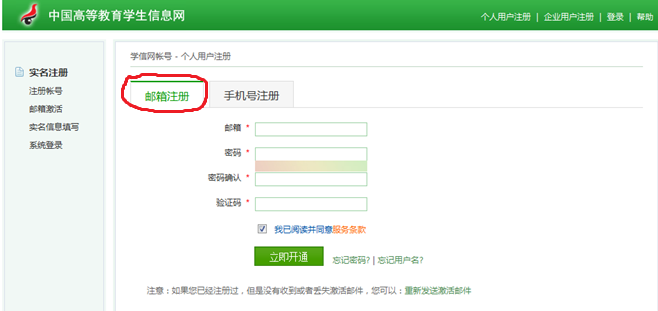 中国高等教育学生信息网
个人用户注册 | 企业用户注册 | 登录 | 帮助
实名注册
注册帐号
邮箱激活
实名信息填写
系统登录
学信网帐号 - 个人用户注册
邮箱注册 手机号注册
邮箱 *
密码 *
密码确认 *
验证码 *
我已阅读并同意服务条款
立即开通 忘记密码? | 忘记用户名?
注意：如果您已经注册过，但是没有收到或者丢失激活邮件，您可以：重新发送激活邮件